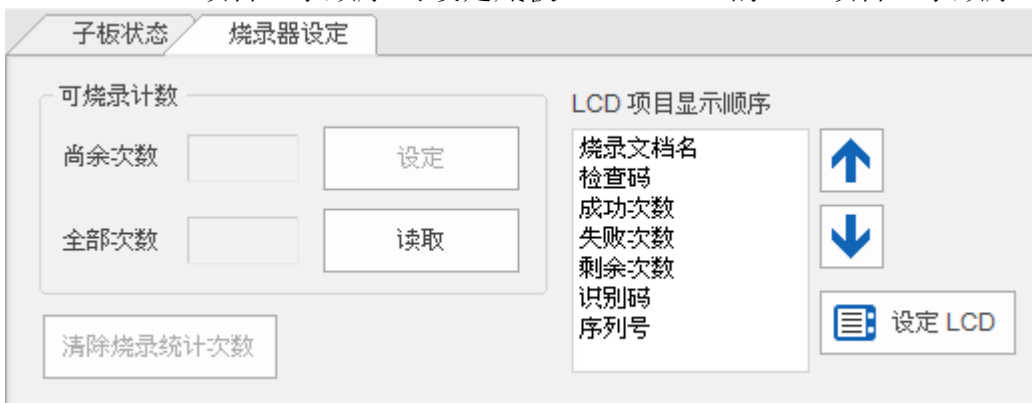 子板状态
烧录器设定
可烧录计数
尚余次数
设定
全部次数
读取
清除烧录统计次数
LCD 项目显示顺序
烧录文档名
检查码
成功次数
失败次数
剩余次数
识别码
序列号
设定 LCD